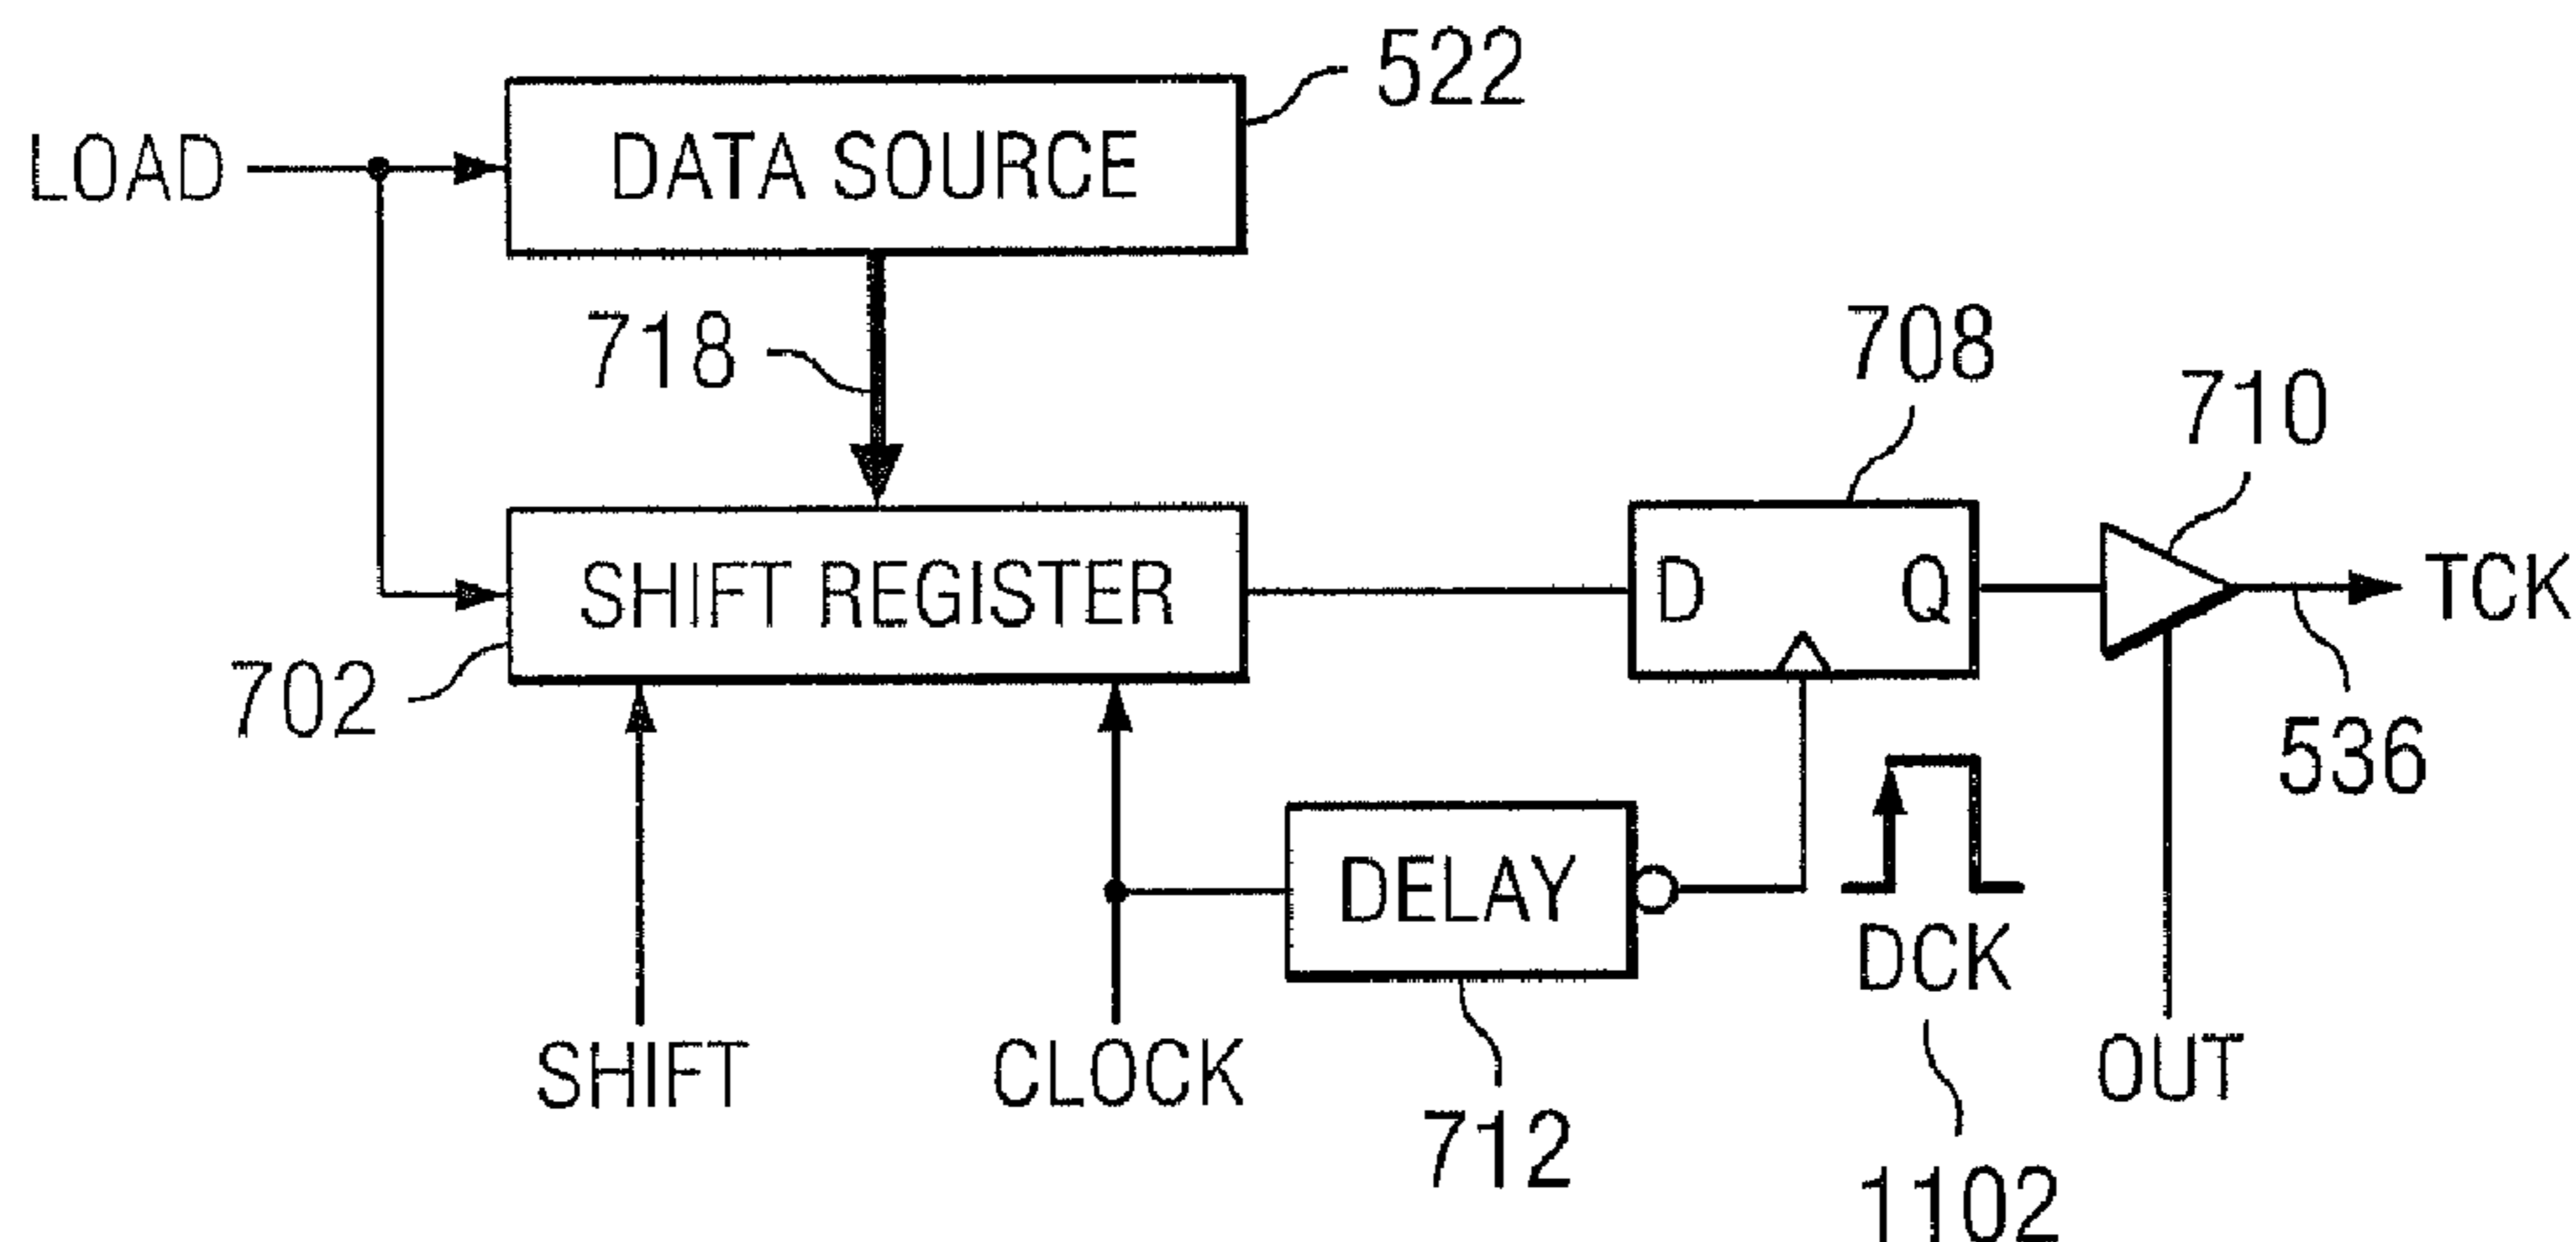 522
LOAD
DATA SOURCE
718
708
710
SHIFT REGISTER
D Q
TCK
702
536
DELAY
DCK
SHIFT
CLOCK
OUT
712
1102